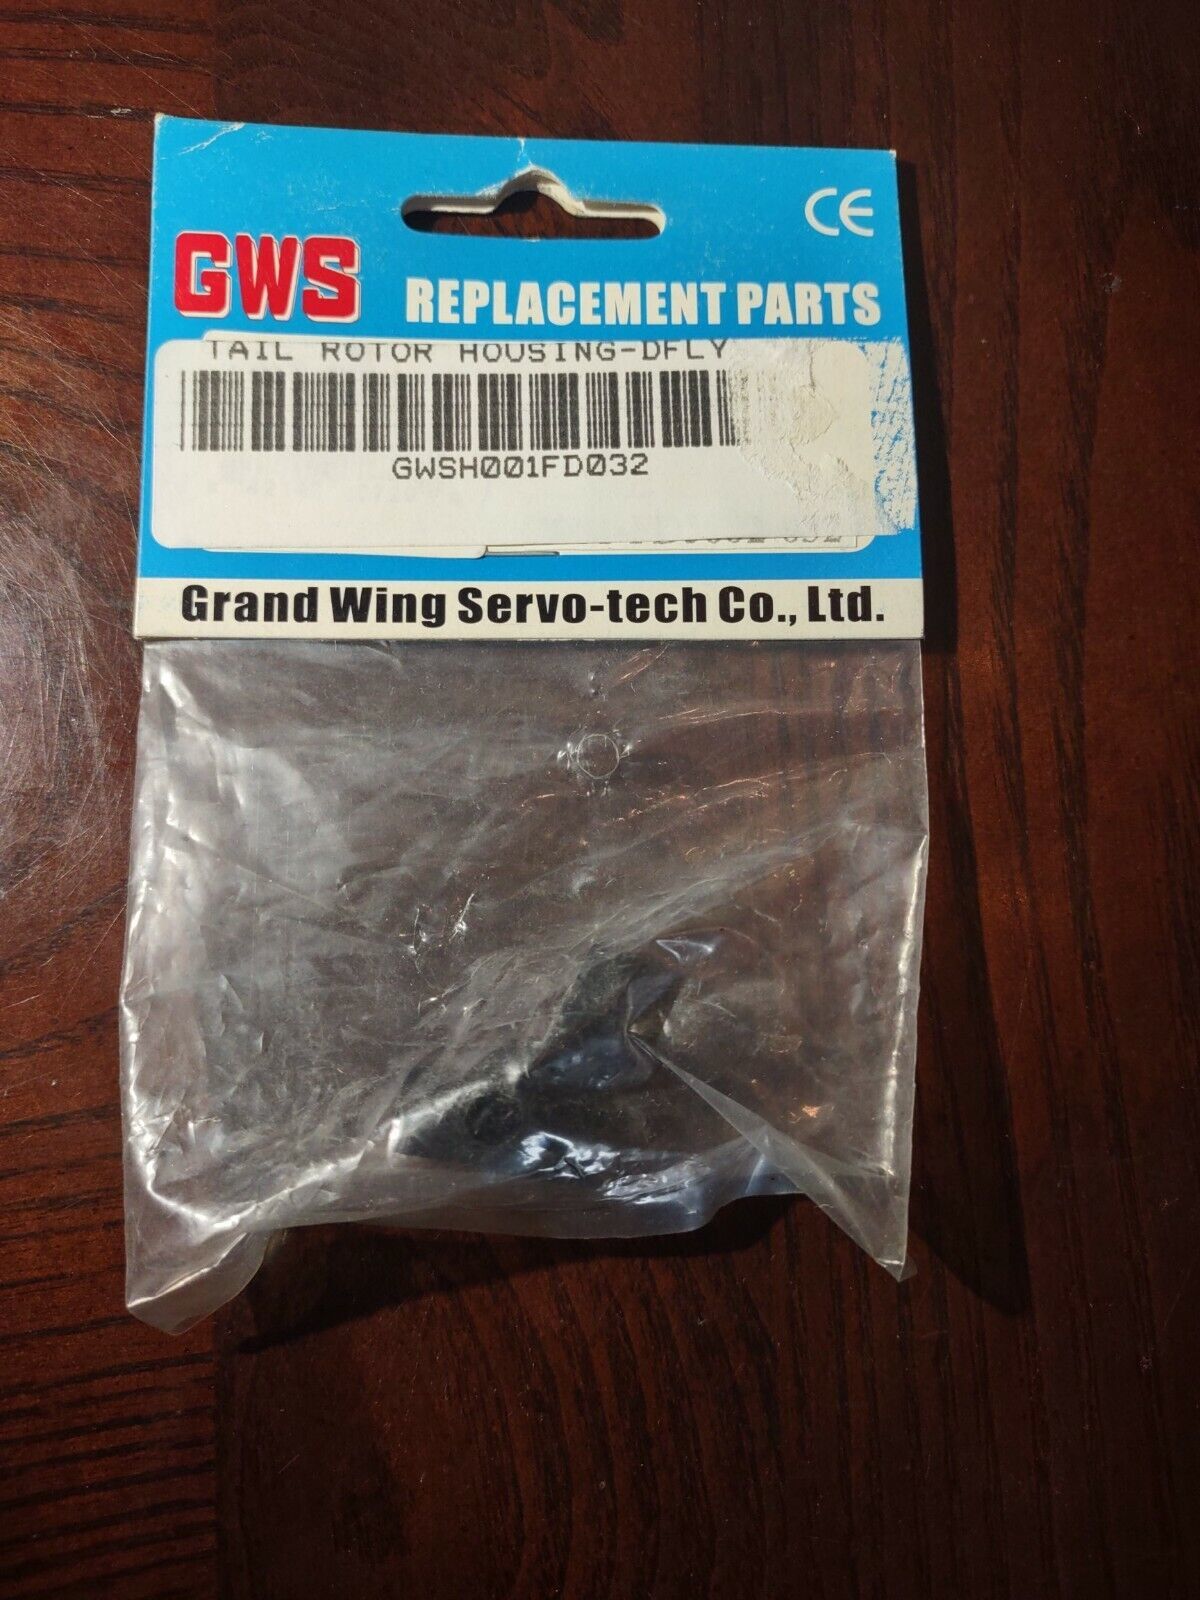 CE
GWS
REPLACEMENT PARTS
TAIL ROTOR HOUSING-DFLY
GWSH001FD032
Grand Wing Servo-tech Co., Ltd.